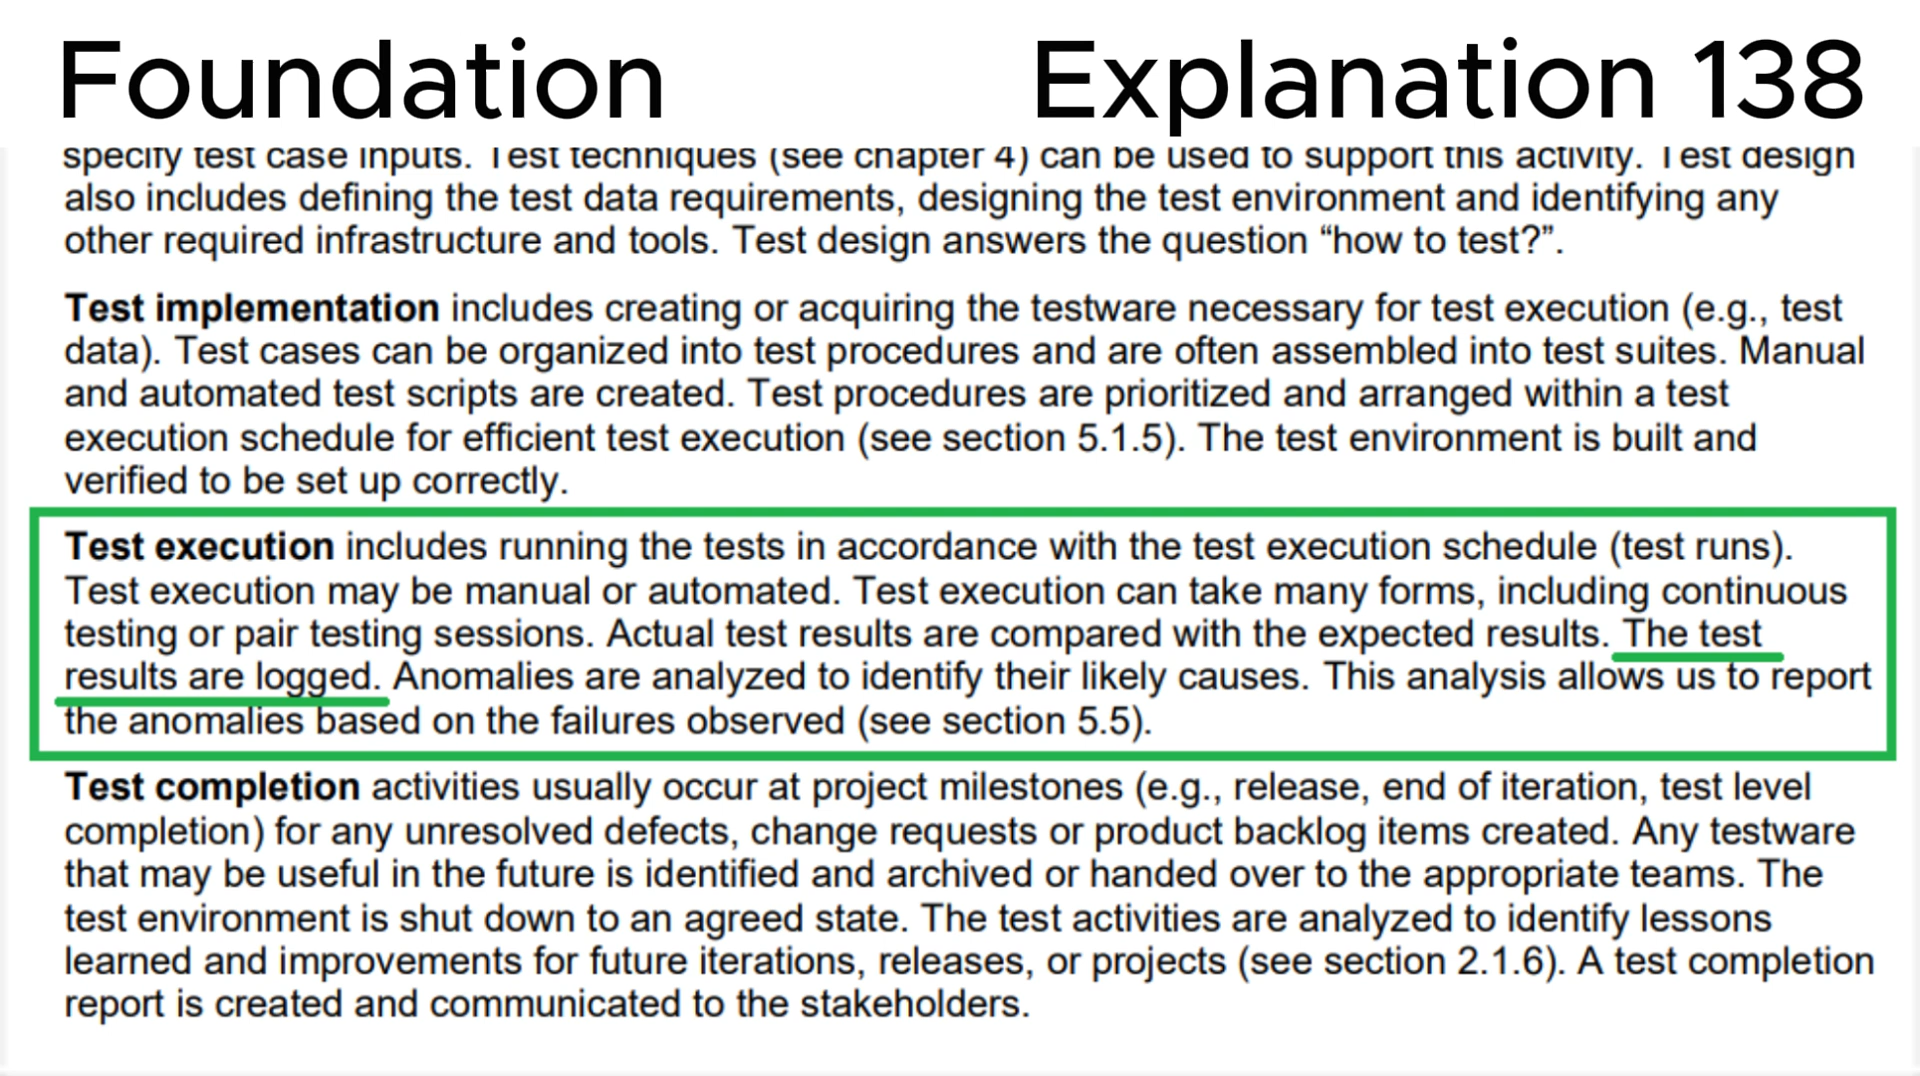 Foundation Explanation 138
specify test case inputs. Test techniques (see chapter 4) can be used to support this activity. Test design
also includes defining the test data requirements, designing the test environment and identifying any
other required infrastructure and tools. Test design answers the question “how to test?”.
Test implementation includes creating or acquiring the testware necessary for test execution (e.g., test
data). Test cases can be organized into test procedures and are often assembled into test suites. Manual
and automated test scripts are created. Test procedures are prioritized and arranged within a test
execution schedule for efficient test execution (see section 5.1.5). The test environment is built and
verified to be set up correctly.
Test execution includes running the tests in accordance with the test execution schedule (test runs).
Test execution may be manual or automated. Test execution can take many forms, including continuous
testing or pair testing sessions. Actual test results are compared with the expected results. The test
results are logged. Anomalies are analyzed to identify their likely causes. This analysis allows us to report
the anomalies based on the failures observed (see section 5.5).
Test completion activities usually occur at project milestones (e.g., release, end of iteration, test level
completion) for any unresolved defects, change requests or product backlog items created. Any testware
that may be useful in the future is identified and archived or handed over to the appropriate teams. The
test environment is shut down to an agreed state. The test activities are analyzed to identify lessons
learned and improvements for future iterations, releases, or projects (see section 2.1.6). A test completion
report is created and communicated to the stakeholders.